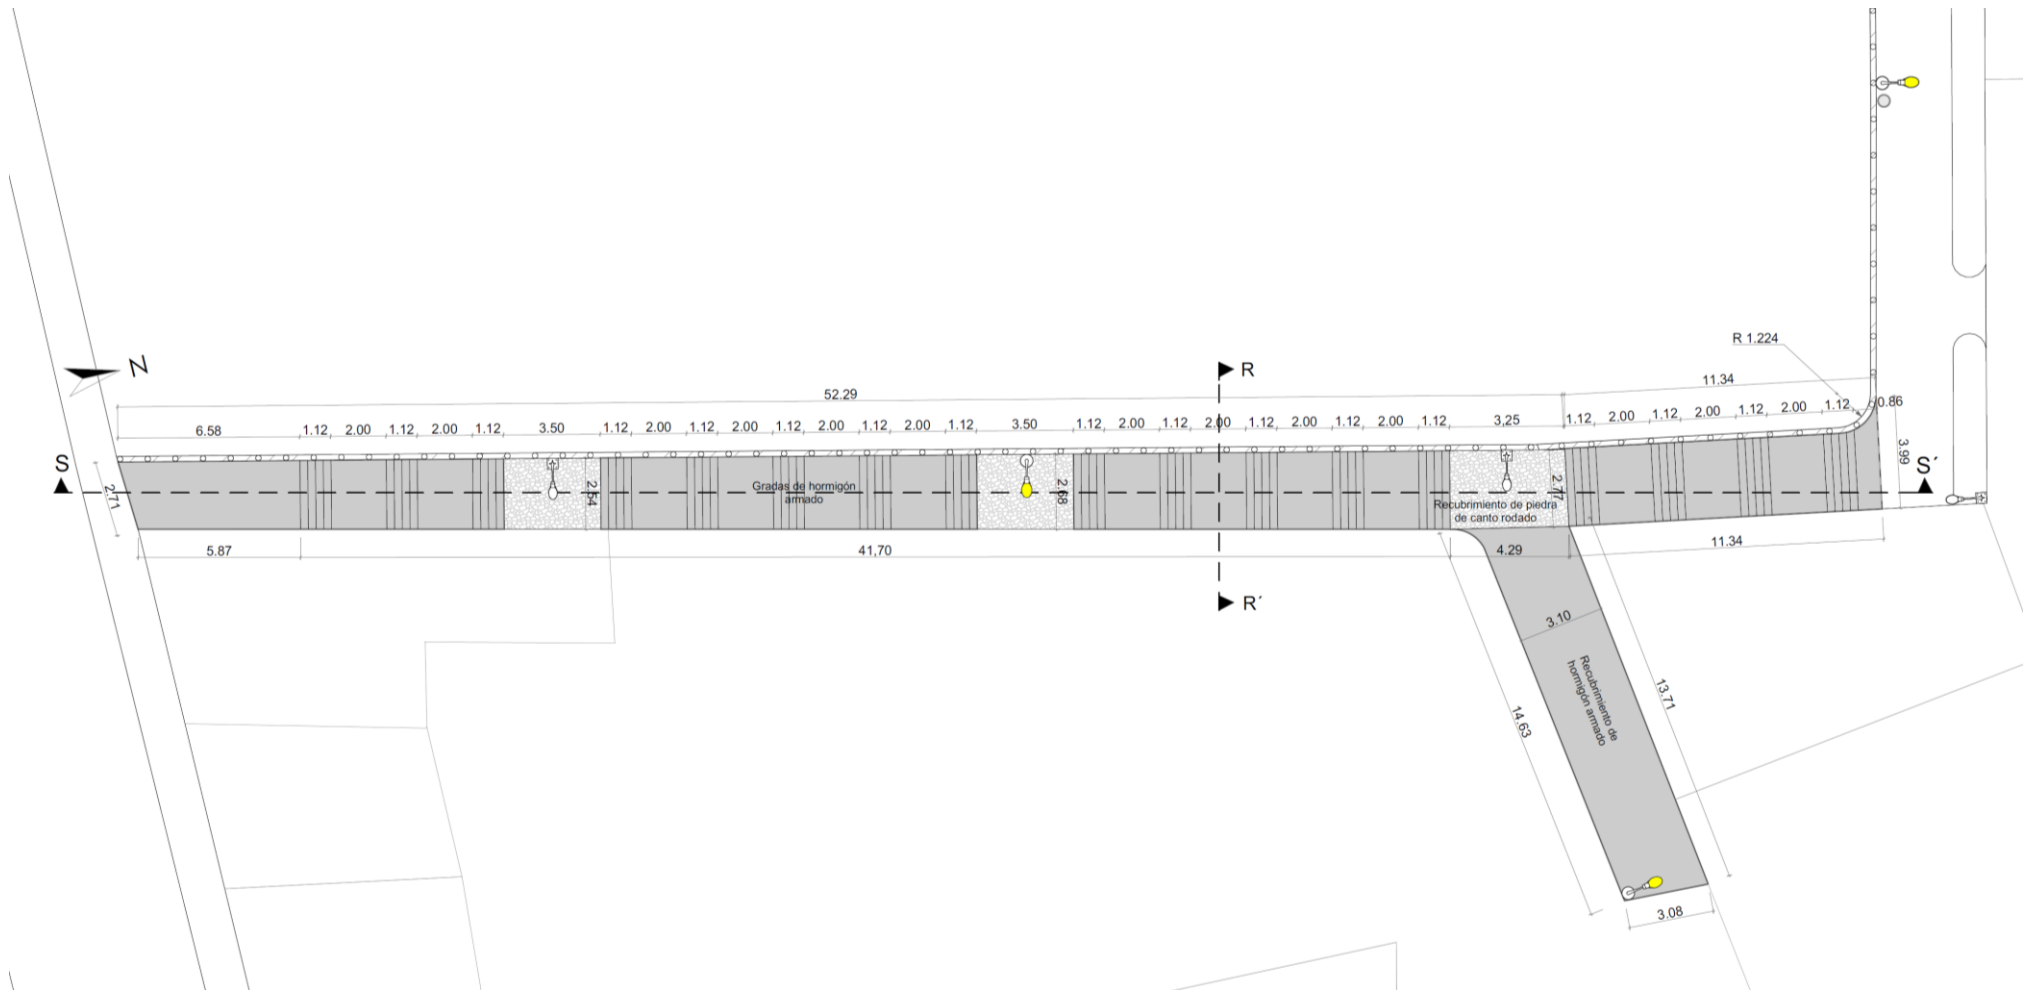 R 1.224
N
R
52.29
11.34
6.58 1.12 2.00 1.12 2.00 1.12 3.50 1.12 2.00 1.12 2.00 1.12 2.00 1.12 2.00 1.12 3.50 1.12 2.00 1.12 2.00 1.12 2.00 1.12 2.00 1.12 3,25 1.12 2.00 1.12 2.00 1.12 2.00 1.12 0.86
3.99
S
S´
2.71
2.54
2.68
2.77
Gradas de hormigón
armado
Recubrimiento de piedra
de canto rodado
5.87
41,70
4.29
11.34
R´
3.10
Recubrimiento de
hormigón armado
13.71
14.63
3.08